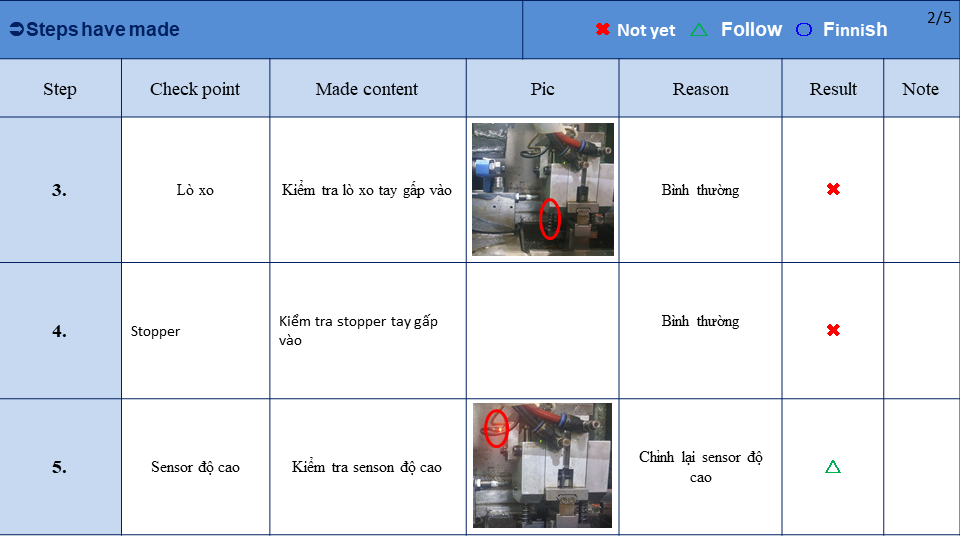 ➲Steps have made
✖ Not yet △ Follow ○ Finnish
2/5
Step Check point Made content Pic Reason Result Note
3. Lò xo Kiểm tra lò xo tay gắp vào Bình thường ✖
4. Stopper Kiểm tra stopper tay gấp
vào Bình thường ✖
5. Sensor độ cao Kiểm tra senson độ cao Chỉnh lại sensor độ
cao △